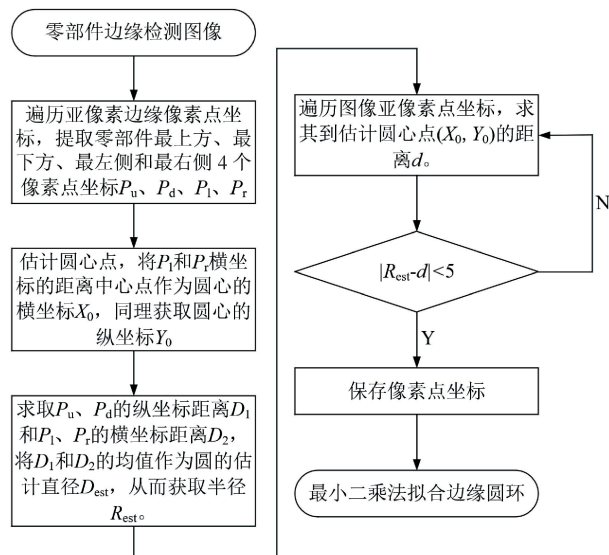 零部件边缘检测图像
遍历亚像素边缘像素点坐
标，提取零部件最上方、最
下方、最左侧和最右侧 4 个
像素点坐标Pu、Pd、Pl、Pr
估计圆心点，将Pl和Pr横坐
标的距离中心点作为圆心的
横坐标X0，同理获取圆心的
纵坐标Y0
求取Pu、Pd的纵坐标距离D1
和Pl、Pr的横坐标距离D2，
将D1和D2的均值作为圆的估
计直径Dest，从而获取半径
Rest。
遍历图像亚像素点坐标，求
其到估计圆心点(X0, Y0)的距
离d。
N
|Rest-d|<5
Y
保存像素点坐标
最小二乘法拟合边缘圆环